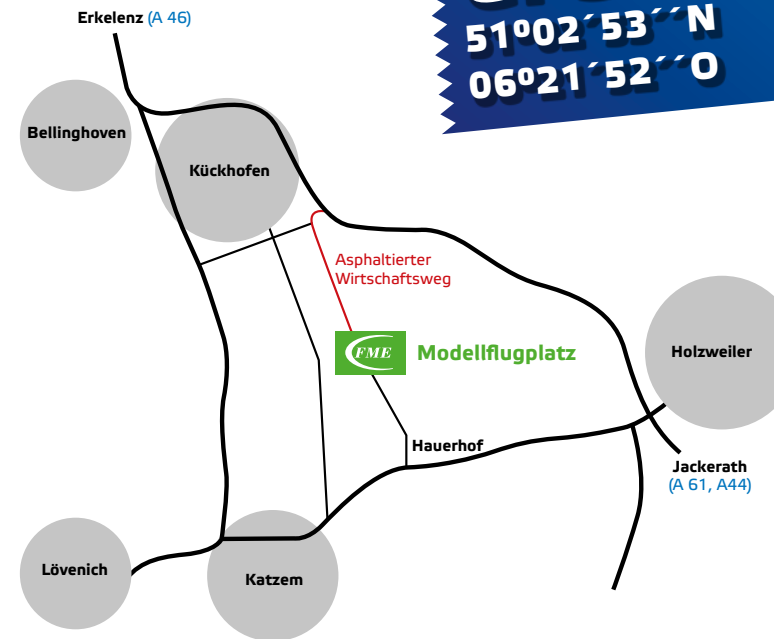 Erkelenz (A 46)
51º02´53´´N
06º21´52´´O
Bellinghoven
Kückhofen
Asphaltierter
Wirtschaftsweg
FME
Modellflugplatz
Holzweiler
Hauerhof
Jackerath
(A 61, A44)
Lövenich
Katzem